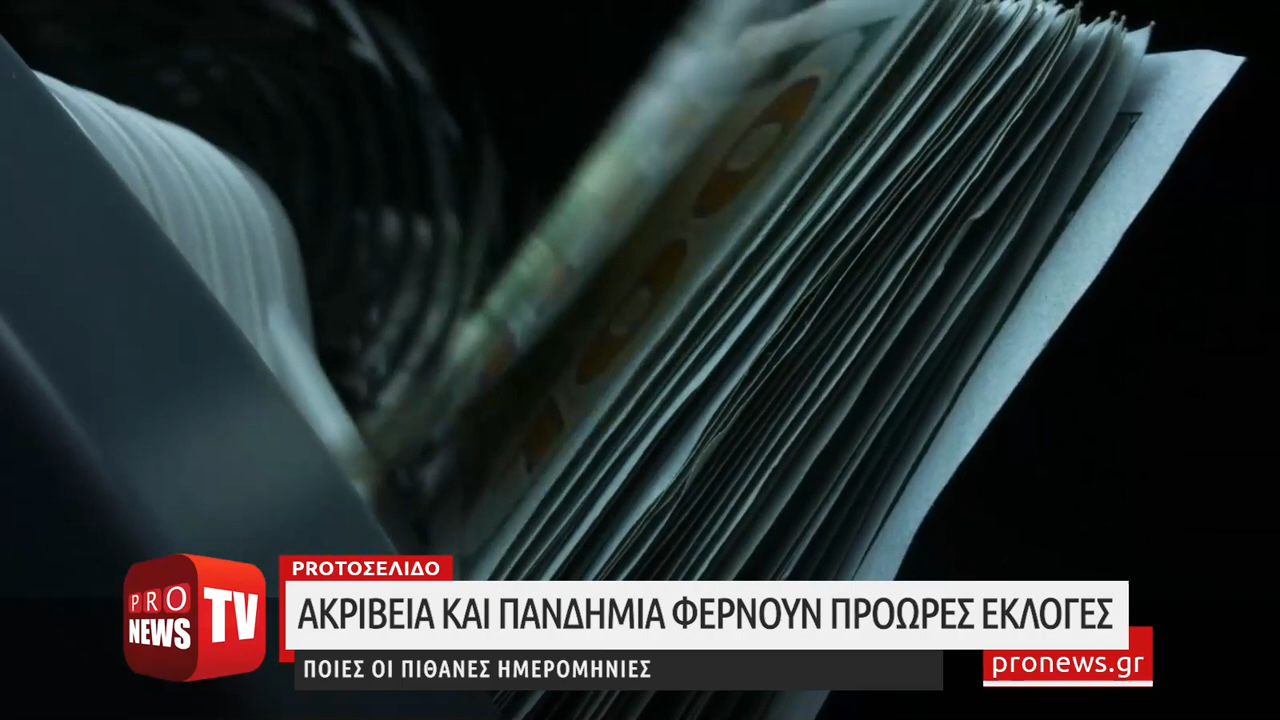 PROTOΣΕΛΙΔΟ
ΑΚΡΙΒΕΙΑ ΚΑΙ ΠΑΝΔΗΜΙΑ ΦΕΡΝΟΥΝ ΠΡΟΩΡΕΣ ΕΚΛΟΓΕΣ
ΠΟΙΕΣ ΟΙ ΠΙΘΑΝΕΣ ΗΜΕΡΟΜΗΝΙΕΣ
PRO
NEWS
TV
pronews.gr